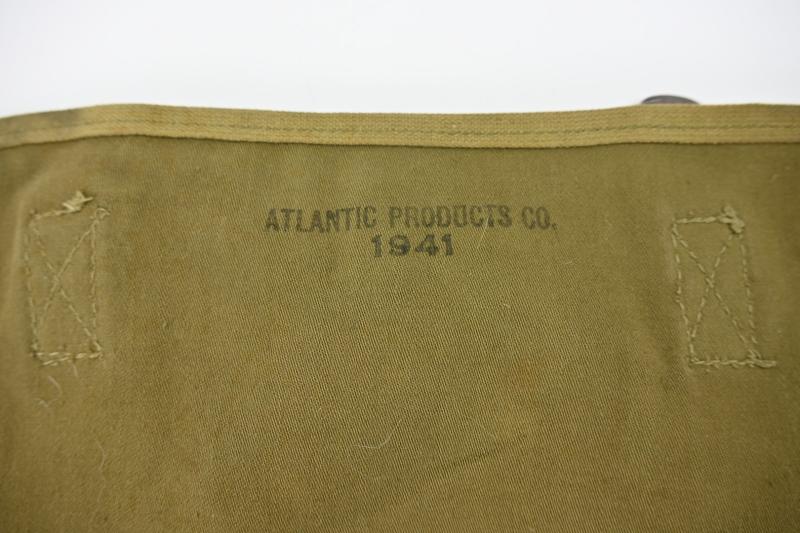 ATLANTIC PRODUCTS CO.
1941